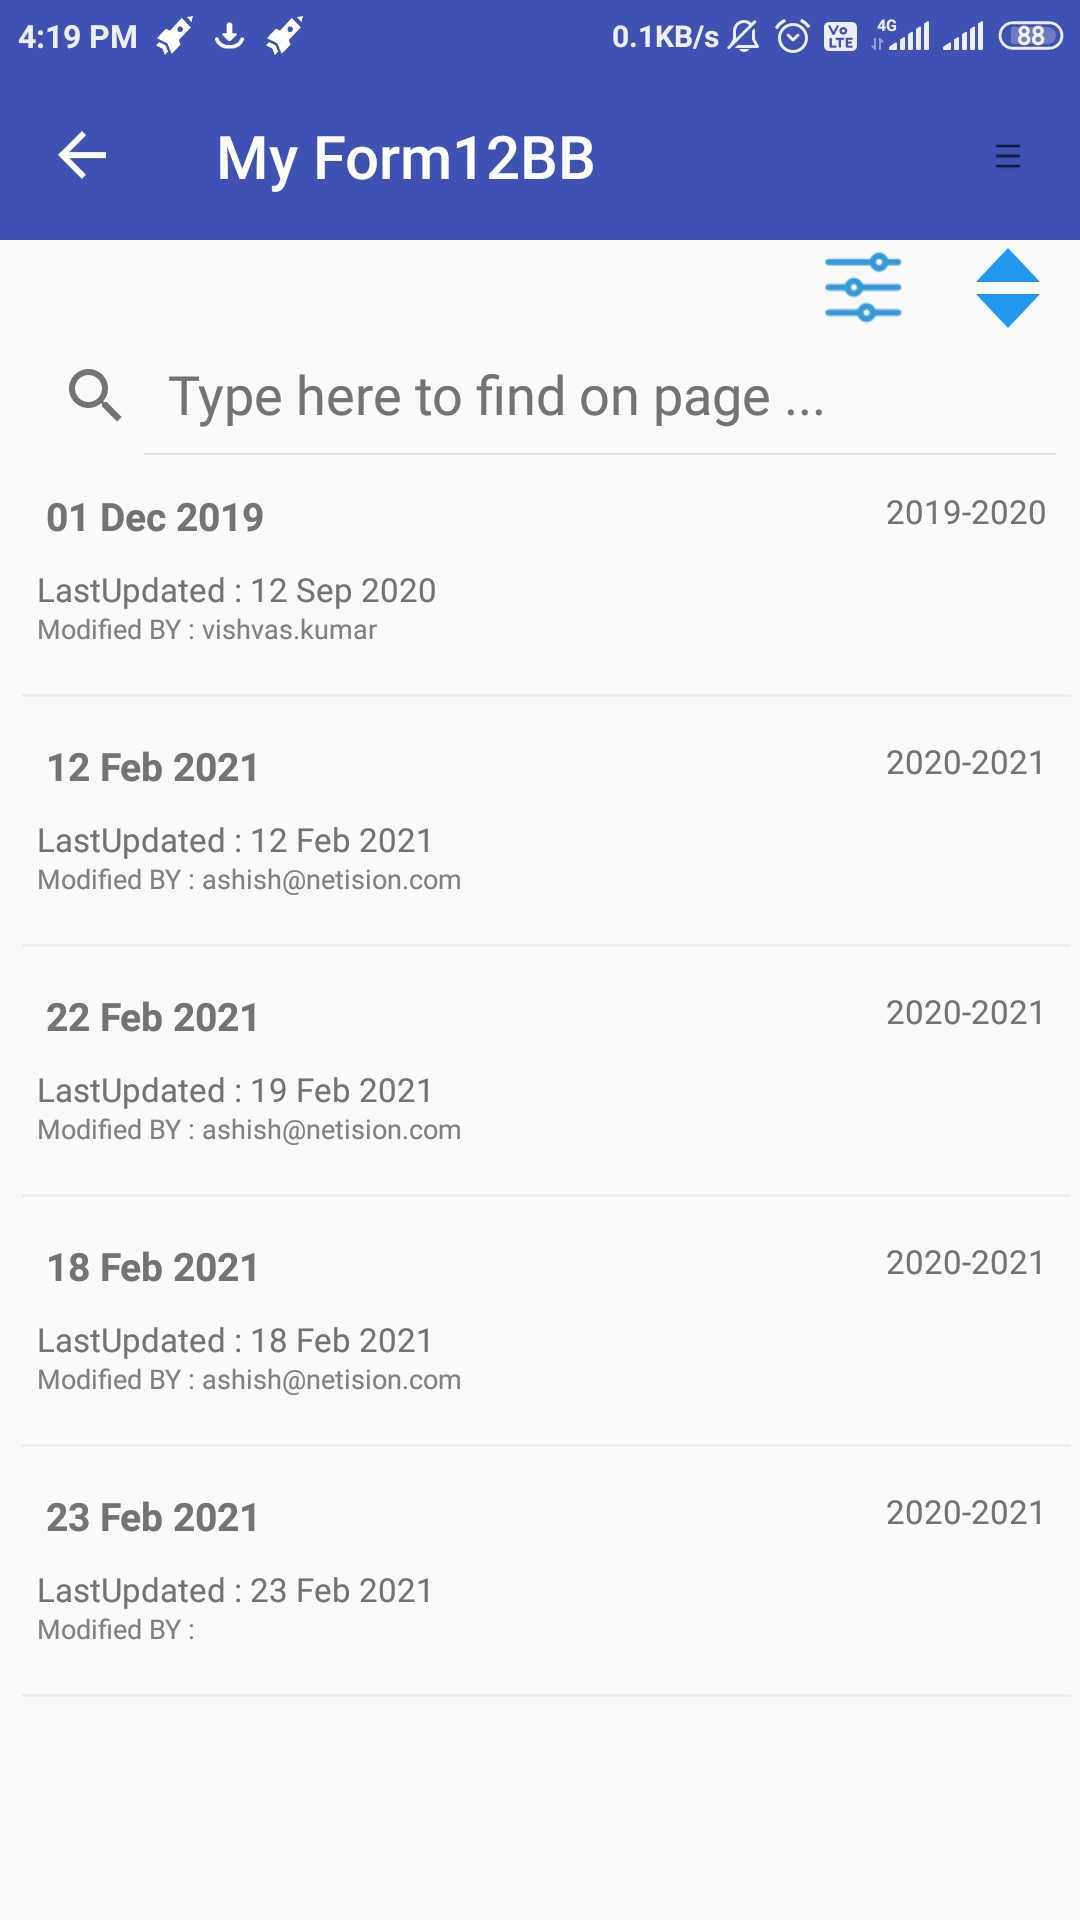 4:19 PM 0.1KB/s Vo LTE 4G 88
My Form12BB
Type here to find on page ...
01 Dec 2019 2019-2020
LastUpdated : 12 Sep 2020
Modified BY : vishvas.kumar
12 Feb 2021 2020-2021
LastUpdated : 12 Feb 2021
Modified BY : ashish@netision.com
22 Feb 2021 2020-2021
LastUpdated : 19 Feb 2021
Modified BY : ashish@netision.com
18 Feb 2021 2020-2021
LastUpdated : 18 Feb 2021
Modified BY : ashish@netision.com
23 Feb 2021 2020-2021
LastUpdated : 23 Feb 2021
Modified BY :